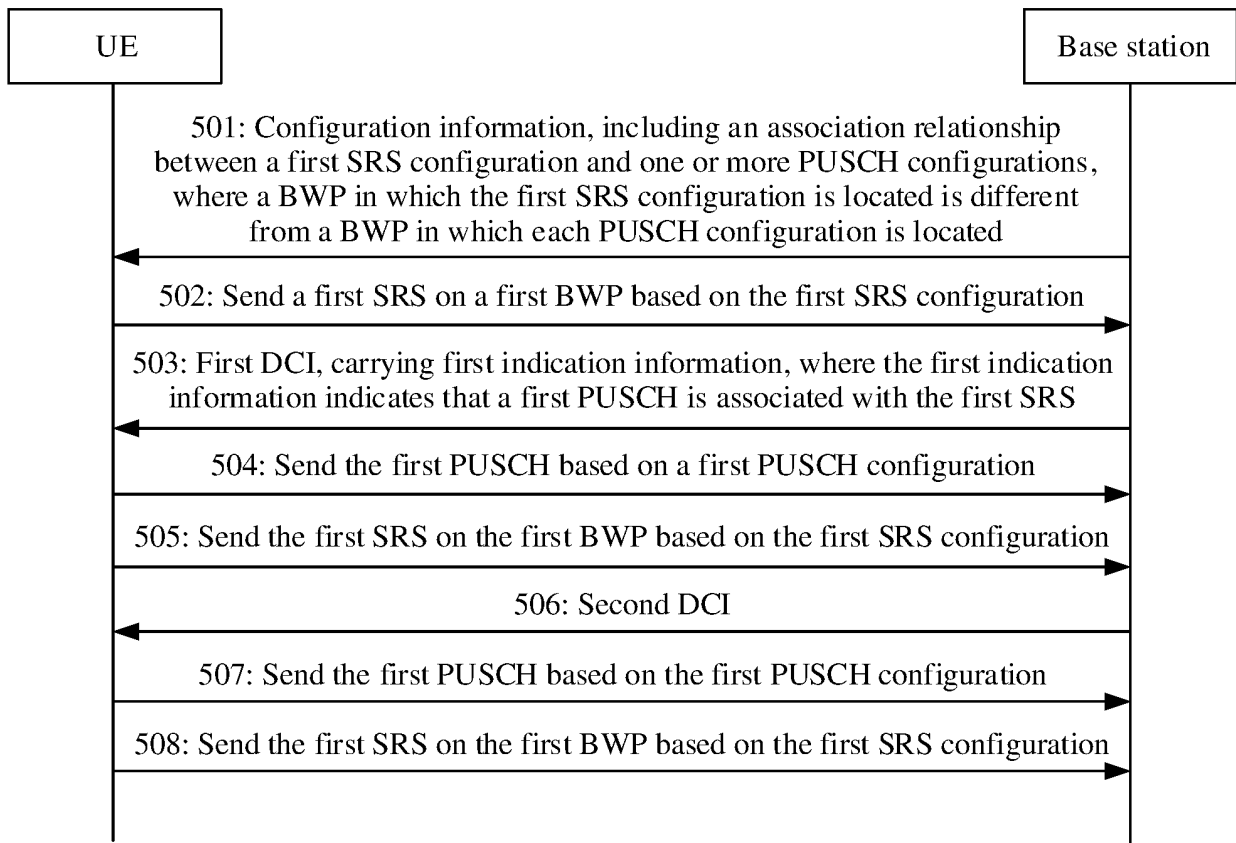 UE
Base station
501: Configuration information, including an association relationship
between a first SRS configuration and one or more PUSCH configurations,
where a BWP in which the first SRS configuration is located is different
from a BWP in which each PUSCH configuration is located
502: Send a first SRS on a first BWP based on the first SRS configuration
503: First DCI, carrying first indication information, where the first indication
information indicates that a first PUSCH is associated with the first SRS
504: Send the first PUSCH based on a first PUSCH configuration
505: Send the first SRS on the first BWP based on the first SRS configuration
506: Second DCI
507: Send the first PUSCH based on the first PUSCH configuration
508: Send the first SRS on the first BWP based on the first SRS configuration